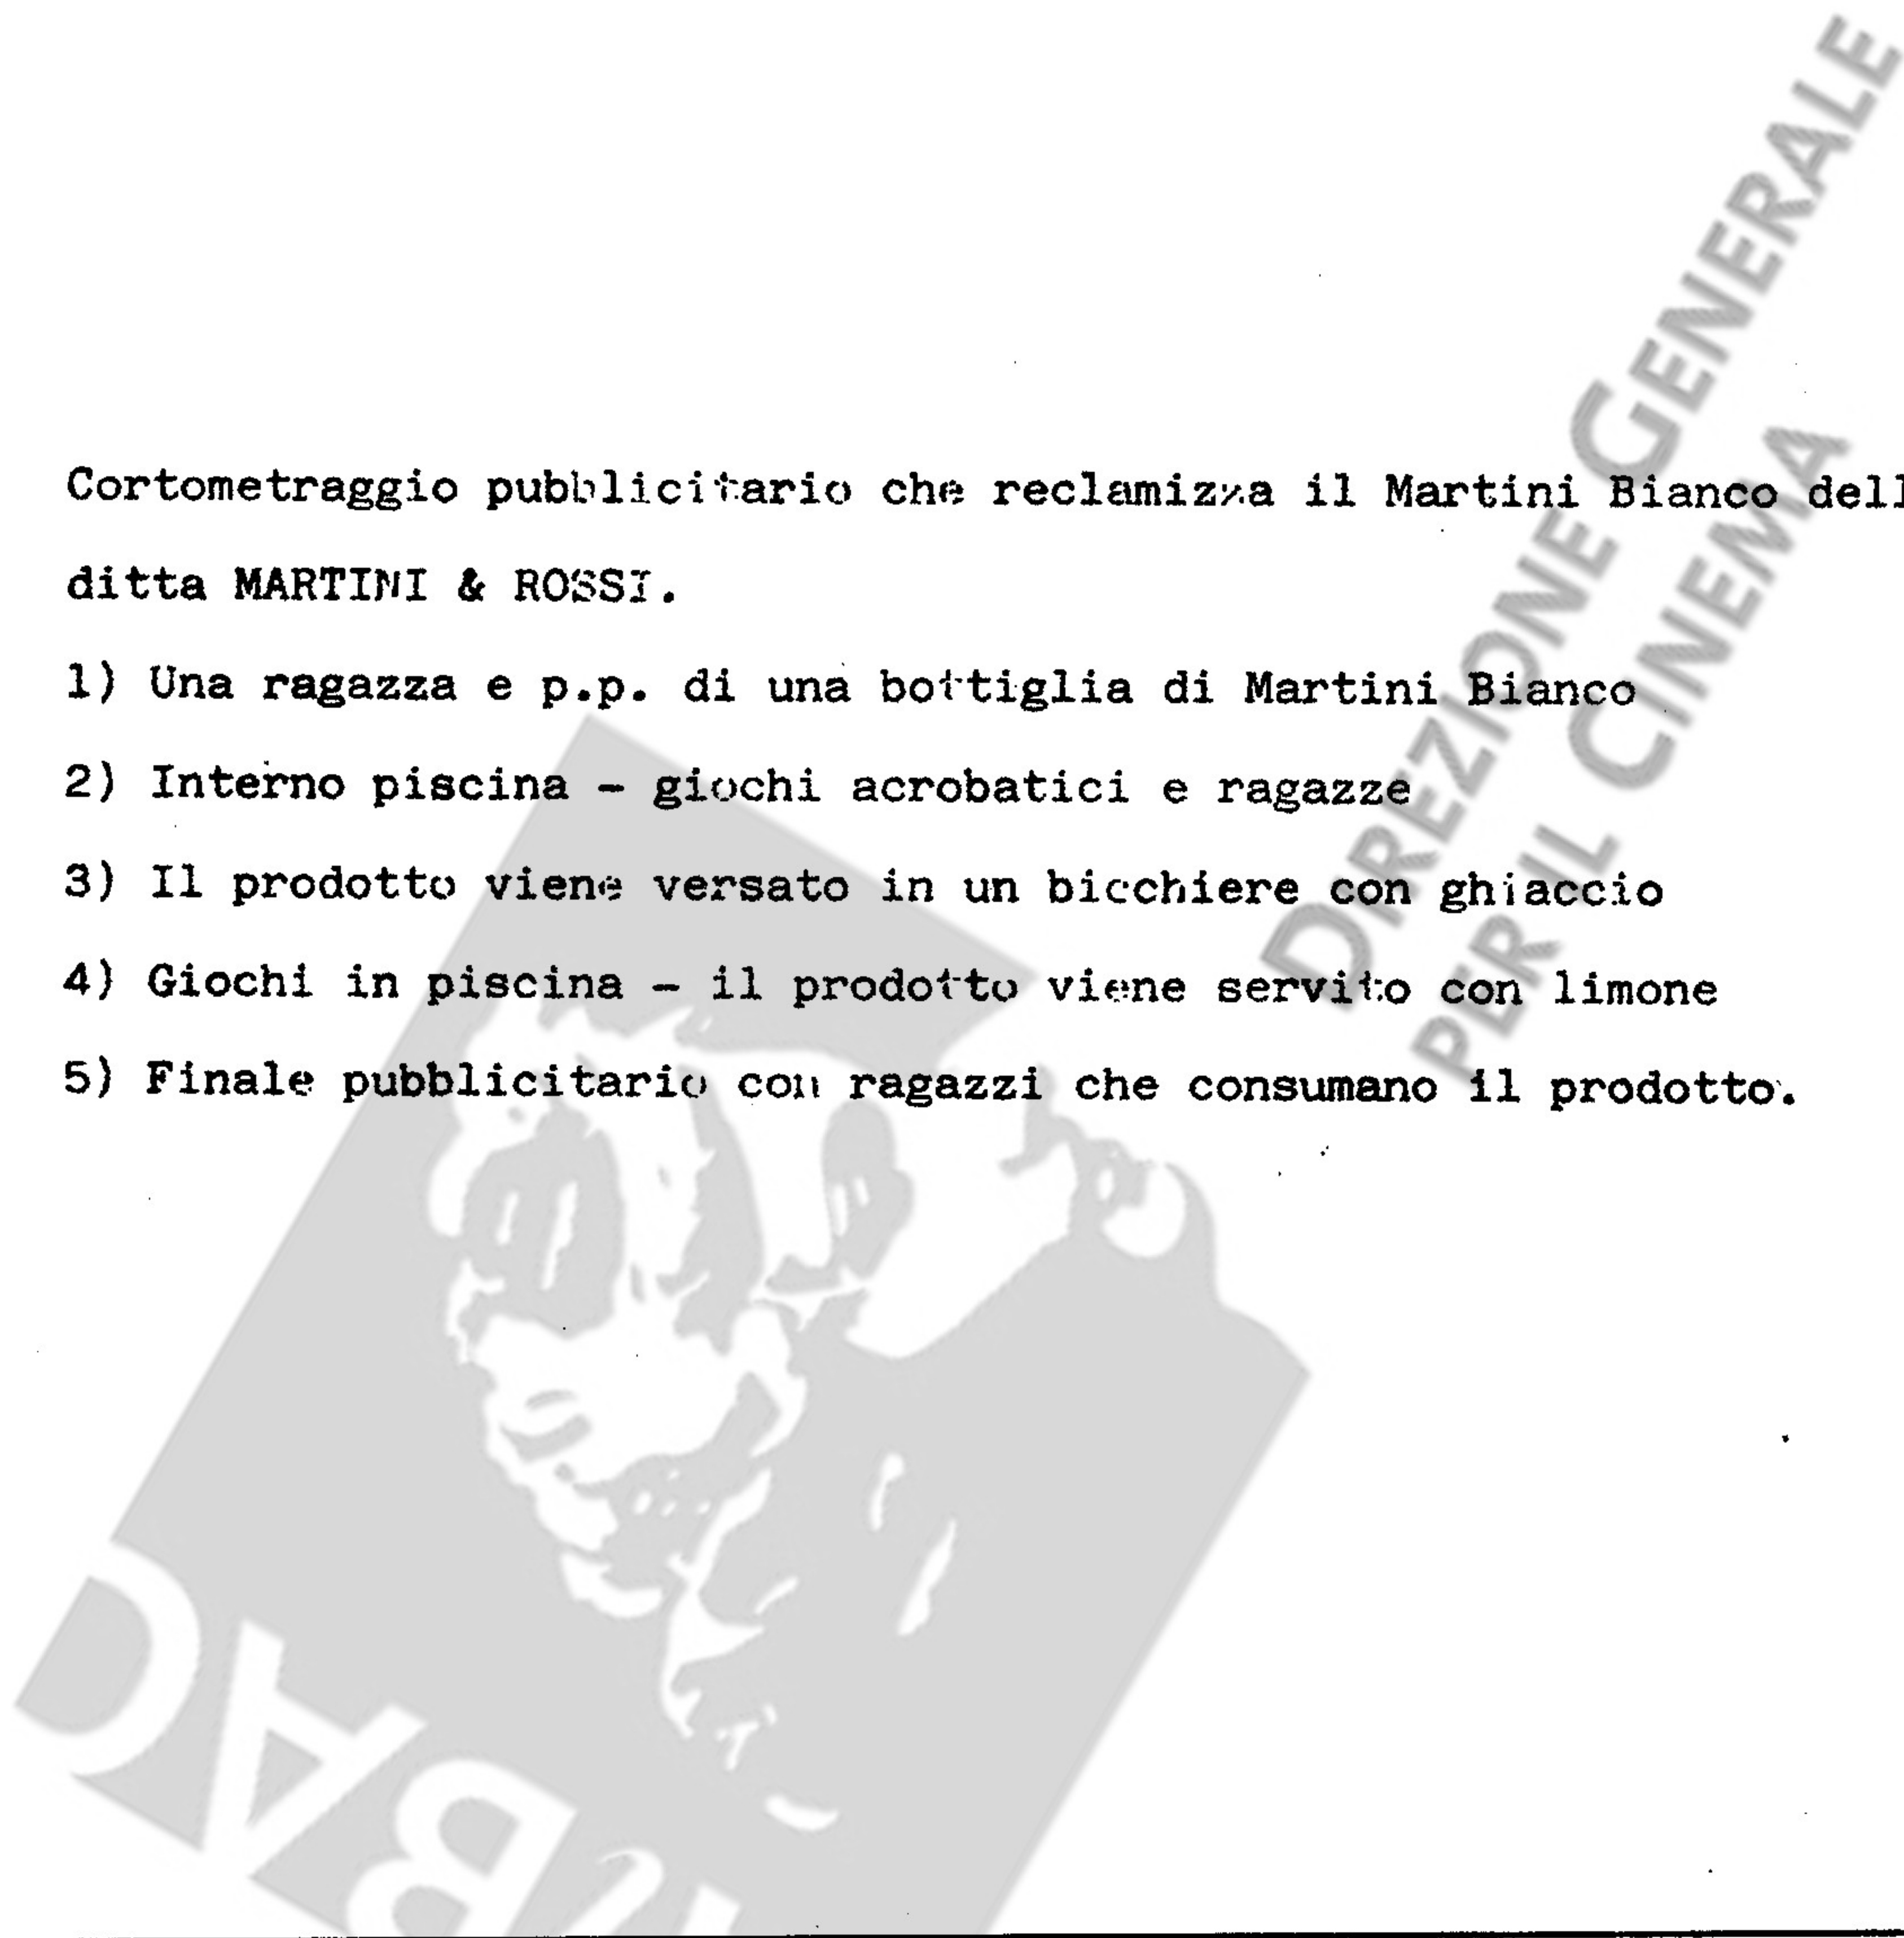 Cortometraggio pubblicitario che reclamizza il Martini Bianco dell
ditta MARTINI & ROSSI.
1) Una ragazza e p.p. di una bottiglia di Martini Bianco
2) Interno piscina - giochi acrobatici e ragazze
3) Il prodotto viene versato in un bicchiere con ghiaccio
4) Giochi in piscina - il prodotto viene servito con limone
5) Finale pubblicitario con ragazzi che consumano il prodotto.
DIREZIONE GENERALE
PER IL CINEMA